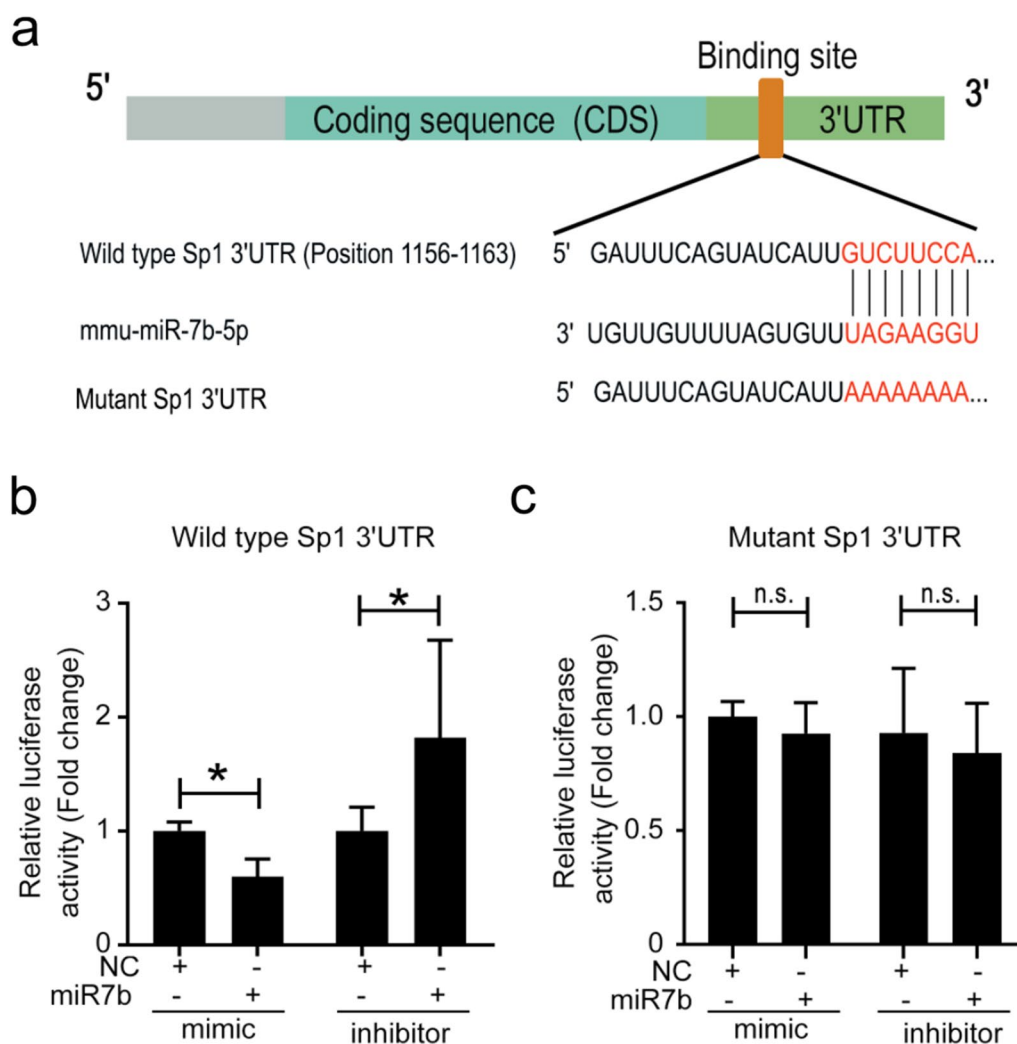 a
Binding site
5' 3'
Coding sequence (CDS) 3'UTR
Wild type Sp1 3'UTR (Position 1156-1163) 5' GAUUUCAGUAUCAUUGUCUUCCA...
mmu-miR-7b-5p 3' UGUUGUUUUAGUGUUUAGAAGGU
Mutant Sp1 3'UTR 5' GAUUUCAGUAUCAUUAAAAAAAA...
b
Wild type Sp1 3'UTR
Relative luciferase
activity (Fold change)
3
2
1
0
*
*
NC + - + -
miR7b - + - +
mimic inhibitor
c
Mutant Sp1 3'UTR
Relative luciferase
activity (Fold change)
1.5
1.0
0.5
0
n.s.
n.s.
NC + - + -
miR7b - + - +
mimic inhibitor